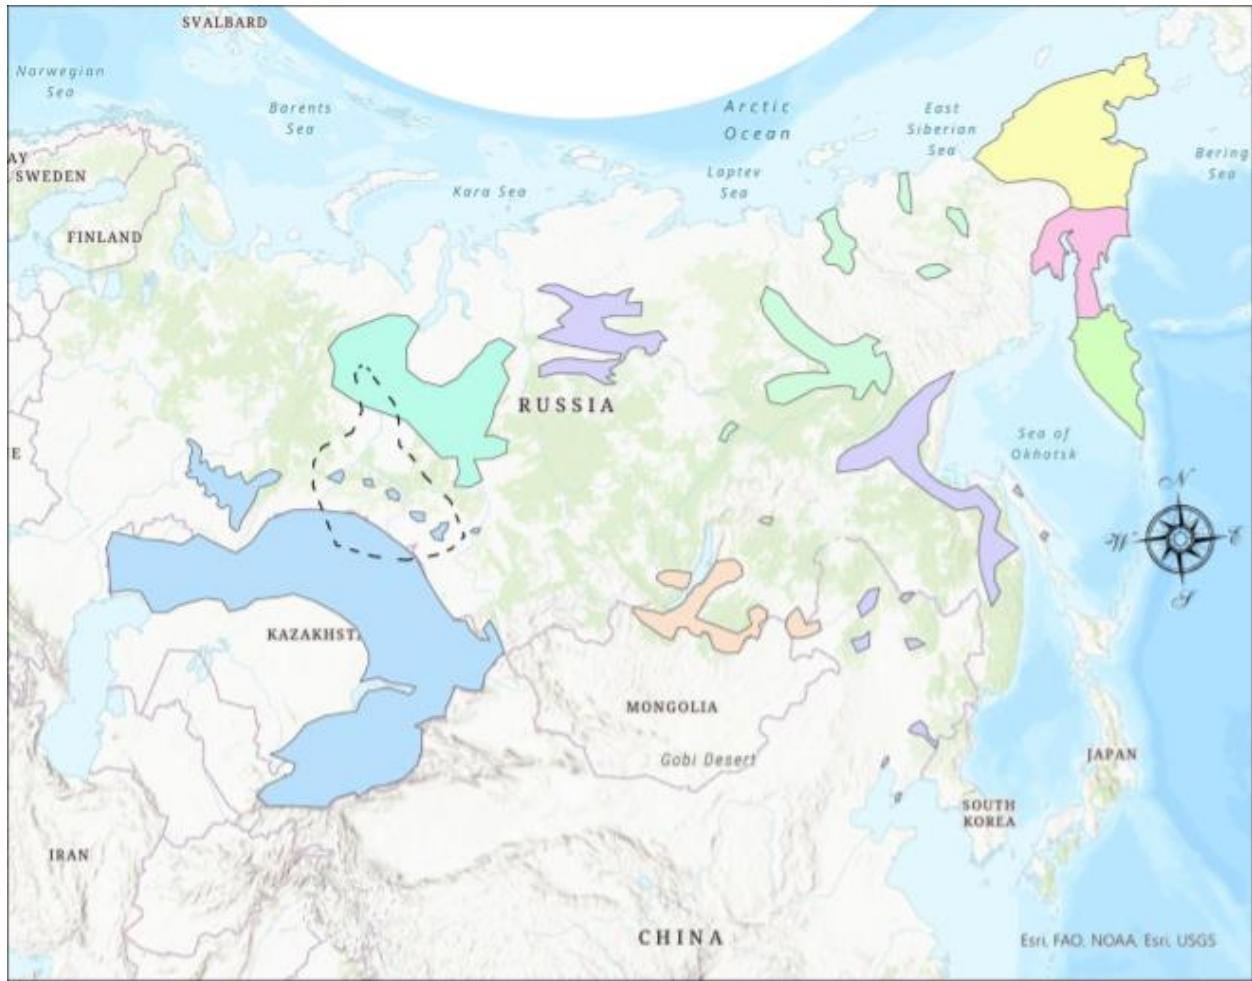 SVALBARD
Norwegian
Sea
Barents
Sea
Arctic
Ocean
East
Siberian
Sea
Bering
Sea
AY
SWEDEN
Kara Sea
Laptev
Sea
FINLAND
RUSSIA
Sea of
Okhotsk
E
N
W
E
S
KAZAKHST
MONGOLIA
Gobi Desert
JAPAN
SOUTH
KOREA
IRAN
CHINA
Esri, FAO, NOAA, Esri, USGS